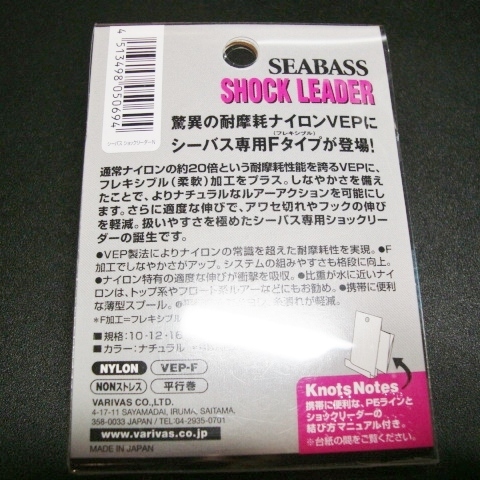 SEABASS
SHOCK LEADER
驚異の耐摩耗ナイロンVEPに
(フレキシブル)
シーバス専用Fタイプが登場!
通常ナイロンの約20倍という耐摩耗性能を誇るVEPに、
フレキシブル(柔軟)加工をプラス。しなやかさを備え
たことで、よりナチュラルなルアーアクションを可能にし
ます。さらに適度な伸びで、アワセ切れやフックの伸び
を軽減。扱いやすさを極めたシーバス専用ショックリー
ダーの誕生です。
●VEP製法によりナイロンの常識を超えた耐摩耗性を実現。●F
加工でしなやかさがアップ。システムの組みやすさも格段に向上。
●ナイロン特有の適度な伸びが衝撃を吸収。●比重が水に近いナイ
ロンは、トップ系やフロート系ルアーなどにもお勧め。●携帯に便利
な薄型スプール。
*F加工=フレキシブル
■規格:10・12・16
■カラー:ナチュラル
NYLON VEP-F
NONストレス 平行巻
VARIVAS CO.,LTD.
4-17-11 SAYAMADAI, IRUMA, SAITAMA,
358-0033 JAPAN / TEL.04-2935-0701
www.varivas.co.jp
MADE IN JAPAN
Knots Notes
携帯に便利な、PEラインと
ショックリーダーの
結び方マニュアル付き。
※台紙の間をご覧ください。
4513498050694
シーバス ショックリーダー N